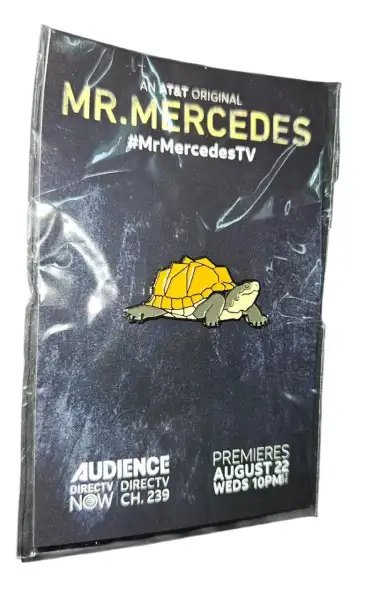 AN AT&T ORIGINAL
MR.MERCEDES
#MrMercedesTV
AUDIENCE
DIRECTV DIRECTV
NOW CH. 239
PREMIERES
AUGUST 22
WEDS 10PM